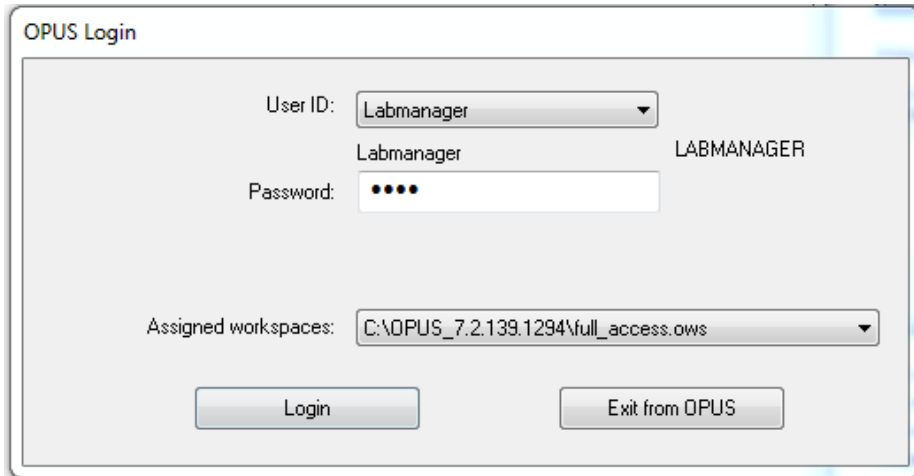 OPUS Login
User ID: Labmanager
Labmanager LABMANAGER
Password: ••••
Assigned workspaces: C:\OPUS_7.2.139.1294\full_access.ows
Login Exit from OPUS